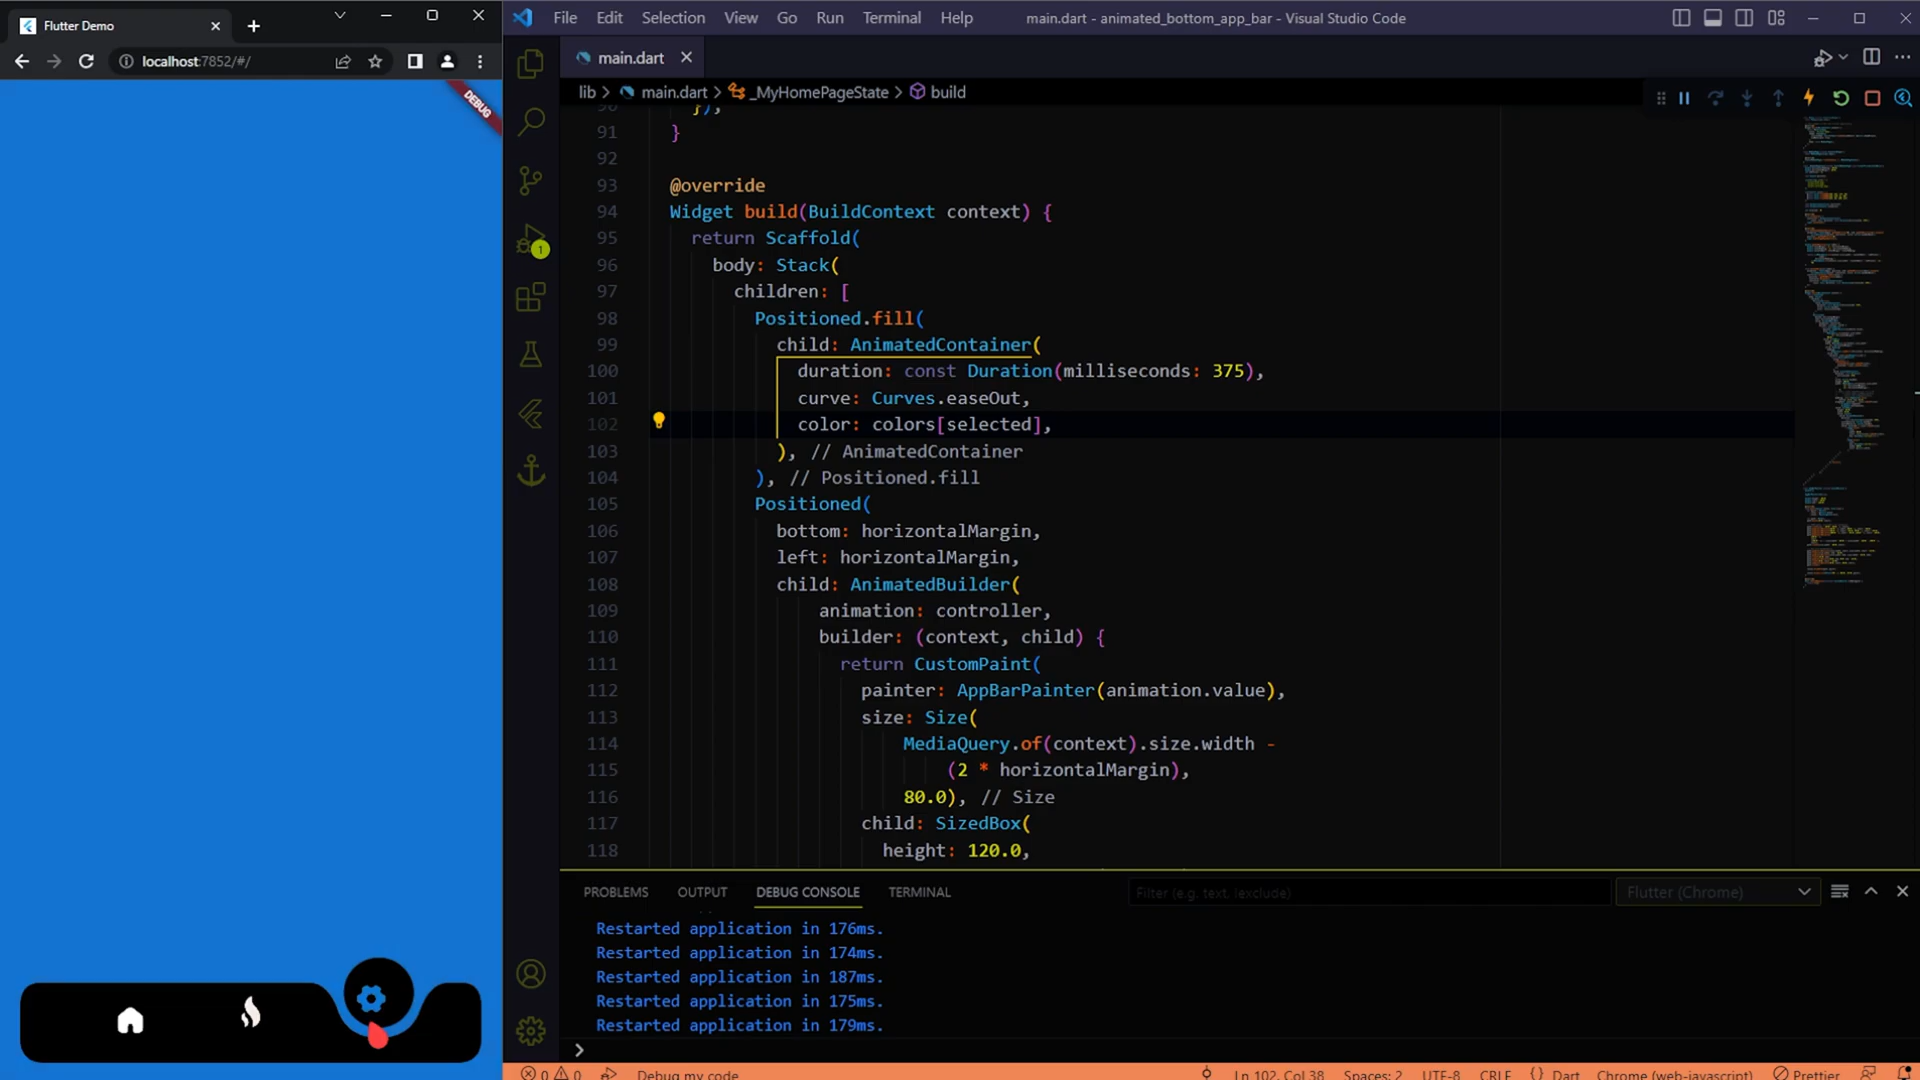 Flutter Demo
localhost:7852/#/
DEBUG
File Edit Selection View Go Run Terminal Help
main.dart - animated_bottom_app_bar - Visual Studio Code
main.dart
lib > main.dart > _MyHomePageState > build
90 });
91 }
92
93 @override
94 Widget build(BuildContext context) {
95 return Scaffold(
96 body: Stack(
97 children: [
98 Positioned.fill(
99 child: AnimatedContainer(
100 duration: const Duration(milliseconds: 375),
101 curve: Curves.easeOut,
102 color: colors[selected],
103 ), // AnimatedContainer
104 ), // Positioned.fill
105 Positioned(
106 bottom: horizontalMargin,
107 left: horizontalMargin,
108 child: AnimatedBuilder(
109 animation: controller,
110 builder: (context, child) {
111 return CustomPaint(
112 painter: AppBarPainter(animation.value),
113 size: Size(
114 MediaQuery.of(context).size.width -
115 (2 * horizontalMargin),
116 80.0), // Size
117 child: SizedBox(
118 height: 120.0,
1
PROBLEMS OUTPUT DEBUG CONSOLE TERMINAL
Filter (e.g. text, !exclude)
Flutter (Chrome)
Restarted application in 176ms.
Restarted application in 174ms.
Restarted application in 187ms.
Restarted application in 175ms.
Restarted application in 179ms.
>
0 0 Debug my code Ln 102, Col 38 Spaces: 2 UTF-8 CRLF {} Dart Chrome (web-javascript) Prettier